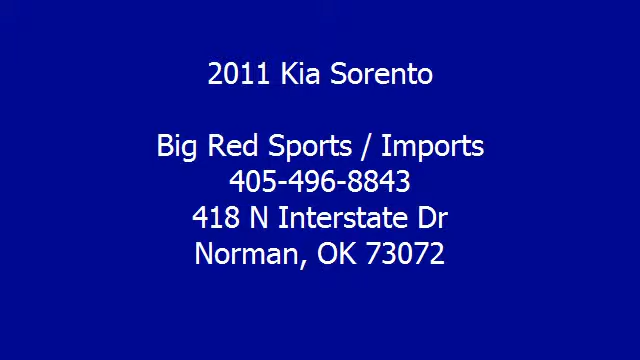 2011 Kia Sorento
Big Red Sports / Imports
405-496-8843
418 N Interstate Dr
Norman, OK 73072